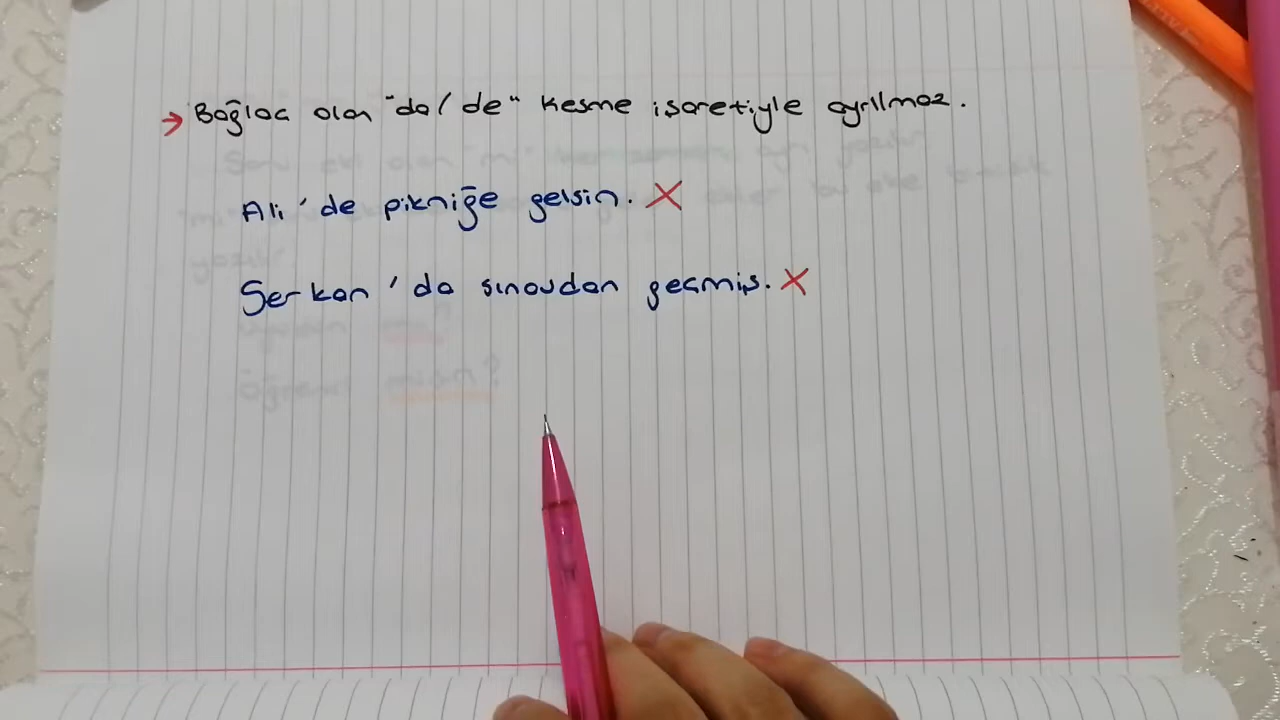 → Bağlaç olan "da/de" kesme işaretiyle ayrılmaz.
Ali'de pikniğe gelsin. X
Serkan'da sınavdan geçmiş. X